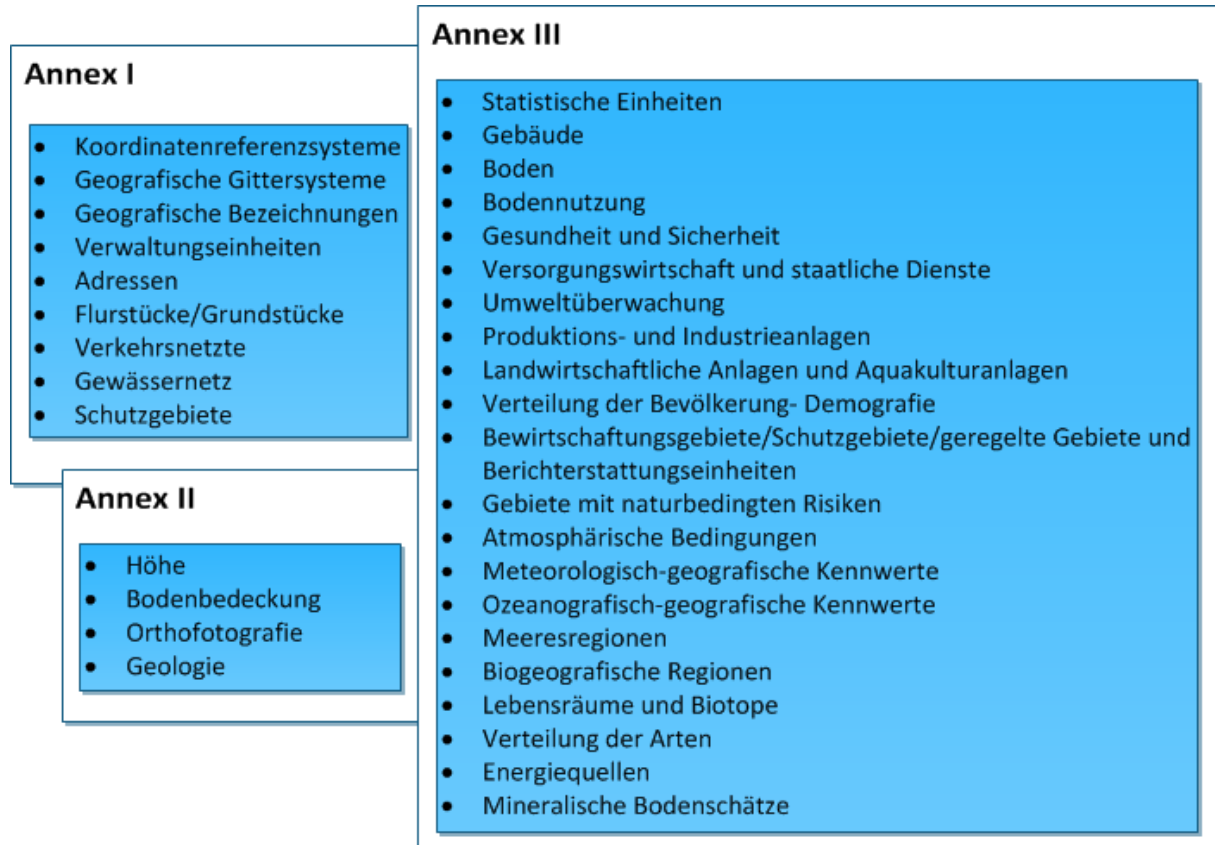 Annex I
• Koordinatenreferenzsysteme
• Geografische Gittersysteme
• Geografische Bezeichnungen
• Verwaltungseinheiten
• Adressen
• Flurstücke/Grundstücke
• Verkehrsnetzte
• Gewässernetz
• Schutzgebiete
Annex II
• Höhe
• Bodenbedeckung
• Orthofotografie
• Geologie
Annex III
• Statistische Einheiten
• Gebäude
• Boden
• Bodennutzung
• Gesundheit und Sicherheit
• Versorgungswirtschaft und staatliche Dienste
• Umweltüberwachung
• Produktions- und Industrieanlagen
• Landwirtschaftliche Anlagen und Aquakulturanlagen
• Verteilung der Bevölkerung- Demografie
• Bewirtschaftungsgebiete/Schutzgebiete/geregelte Gebiete und
Berichterstattungseinheiten
• Gebiete mit naturbedingten Risiken
• Atmosphärische Bedingungen
• Meteorologisch-geografische Kennwerte
• Ozeanografisch-geografische Kennwerte
• Meeresregionen
• Biogeografische Regionen
• Lebensräume und Biotope
• Verteilung der Arten
• Energiequellen
• Mineralische Bodenschätze